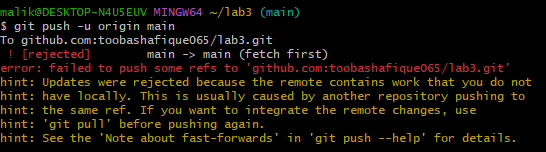 malik@DESKTOP-N4U5EUV MINGW64 ~/lab3 (main)
$ git push -u origin main
To github.com:toobashafique065/lab3.git
 ! [rejected]        main -> main (fetch first)
error: failed to push some refs to 'github.com:toobashafique065/lab3.git'
hint: Updates were rejected because the remote contains work that you do not
hint: have locally. This is usually caused by another repository pushing to
hint: the same ref. If you want to integrate the remote changes, use
hint: 'git pull' before pushing again.
hint: See the 'Note about fast-forwards' in 'git push --help' for details.